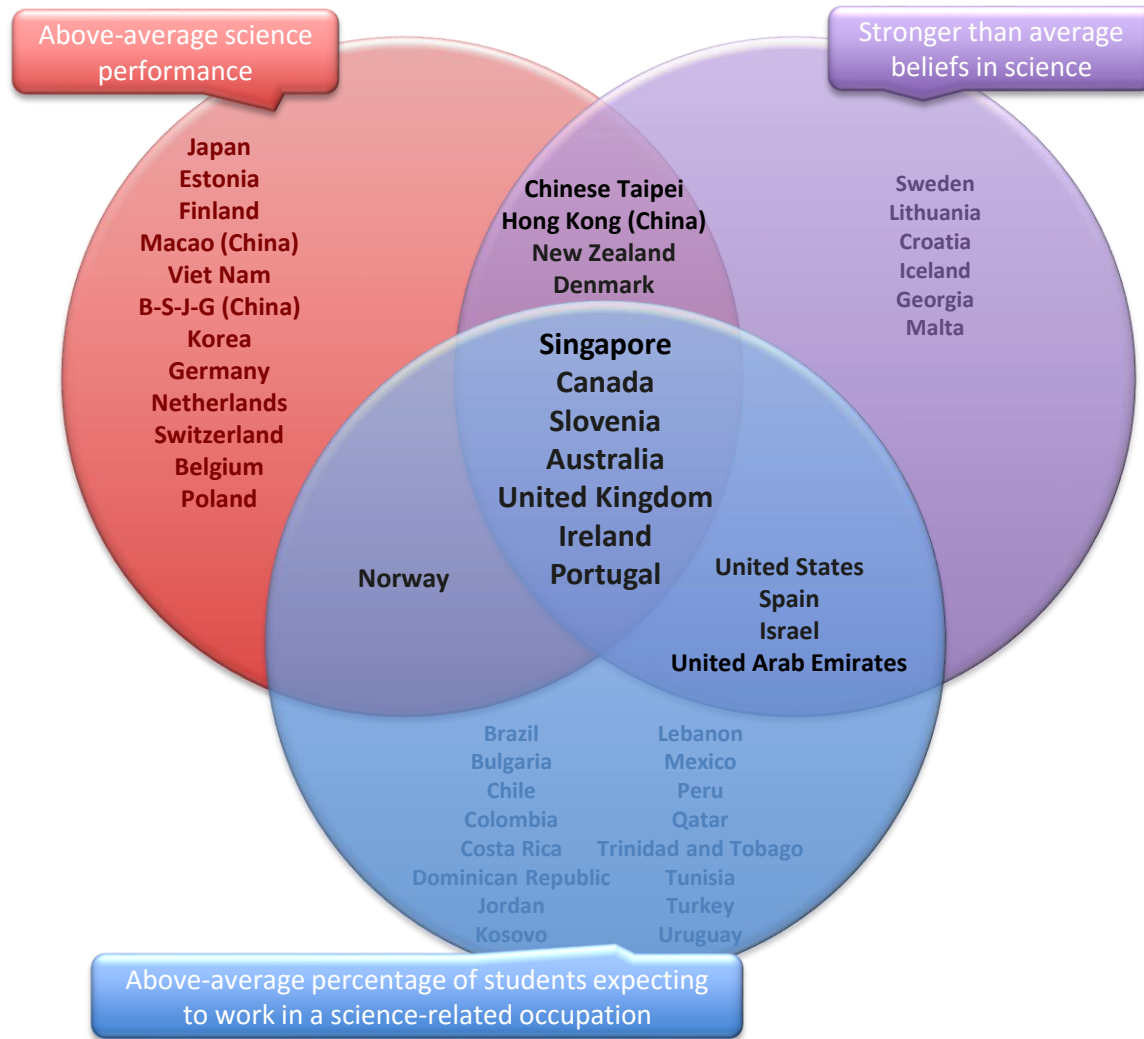 Above-average science
performance
Stronger than average
beliefs in science
Japan
Estonia
Finland
Macao (China)
Viet Nam
B-S-J-G (China)
Korea
Germany
Netherlands
Switzerland
Belgium
Poland
Chinese Taipei
Hong Kong (China)
New Zealand
Denmark
Sweden
Lithuania
Croatia
Iceland
Georgia
Malta
Singapore
Canada
Slovenia
Australia
United Kingdom
Ireland
Portugal
Norway
United States
Spain
Israel
United Arab Emirates
Brazil
Bulgaria
Chile
Colombia
Costa Rica
Dominican Republic
Jordan
Kosovo
Lebanon
Mexico
Peru
Qatar
Trinidad and Tobago
Tunisia
Turkey
Uruguay
Above-average percentage of students expecting
to work in a science-related occupation